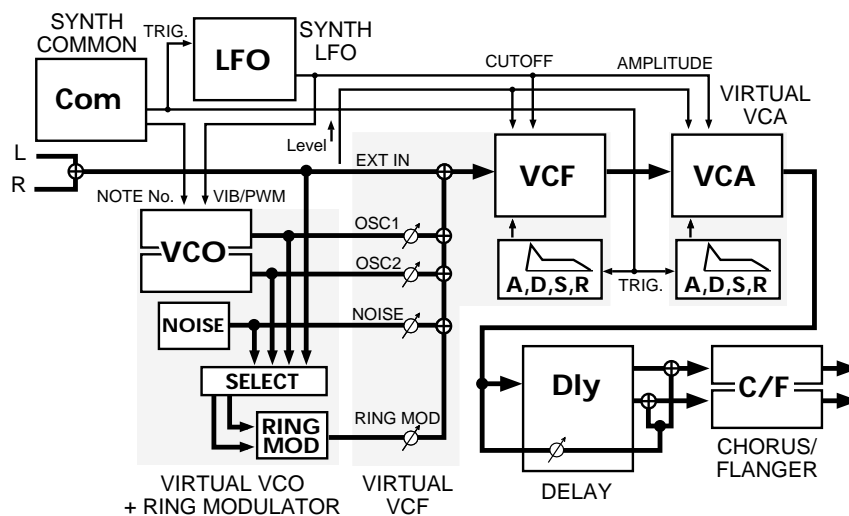 SYNTH
COMMON
TRIG.
LFO
SYNTH
LFO
Com
CUTOFF
AMPLITUDE
VIRTUAL
VCA
Level
L
R
EXT IN
VCF
VCA
NOTE No.
VIB/PWM
VCO
OSC1
OSC2
A,D,S,R
TRIG.
A,D,S,R
NOISE
NOISE
SELECT
RING
MOD
RING MOD
Dly
C/F
VIRTUAL VCO
+ RING MODULATOR
VIRTUAL
VCF
DELAY
CHORUS/
FLANGER